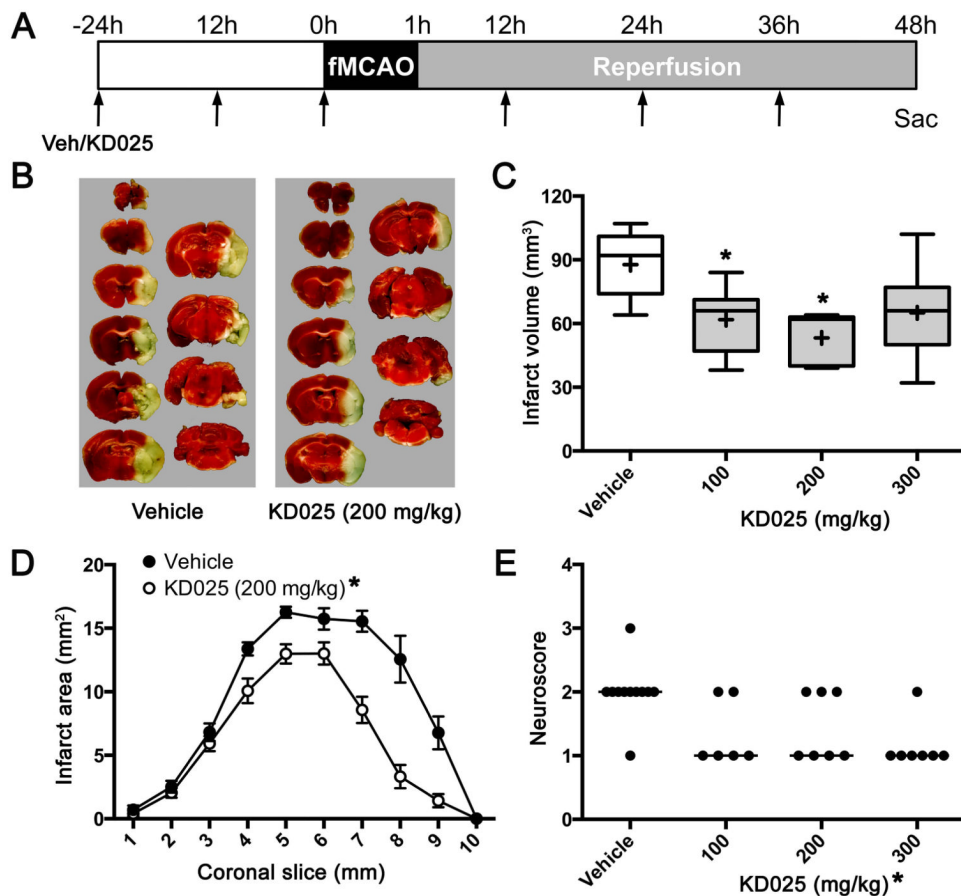 A
-24h 12h 0h 1h 12h 24h 36h 48h
fMCAO Reperfusion
Veh/KD025 Sac
B
Vehicle KD025 (200 mg/kg)
C
Infarct volume (mm³)
120
90
60
30
0
* *
Vehicle 100 200 300
KD025 (mg/kg)
D
Vehicle
KD025 (200 mg/kg)*
Infarct area (mm²)
20
15
10
5
0
1 2 3 4 5 6 7 8 9 10
Coronal slice (mm)
E
Neuroscore
4
3
2
1
0
Vehicle 100 200 300
KD025 (mg/kg)*